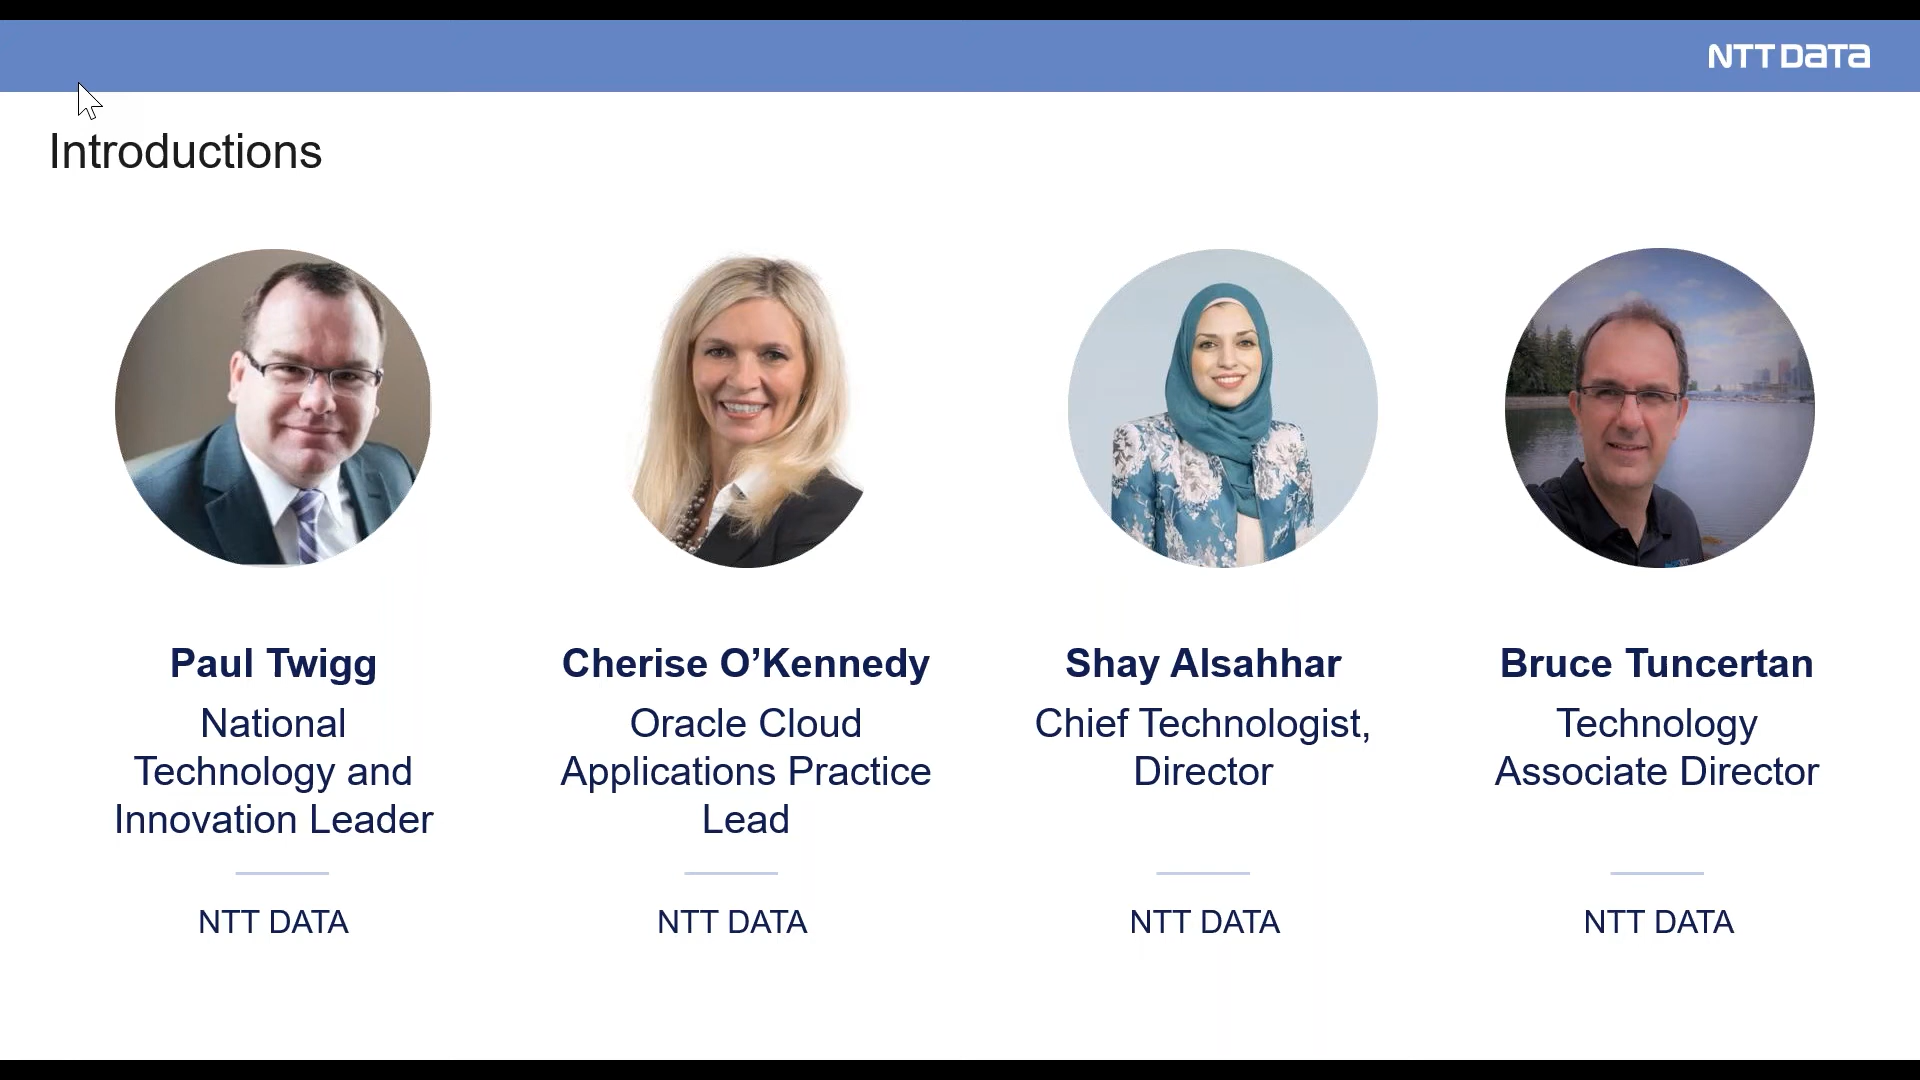 NTT DATA
Introductions
Paul Twigg
National
Technology and
Innovation Leader
NTT DATA
Cherise O’Kennedy
Oracle Cloud
Applications Practice
Lead
NTT DATA
Shay Alsahhar
Chief Technologist,
Director
NTT DATA
Bruce Tuncertan
Technology
Associate Director
NTT DATA